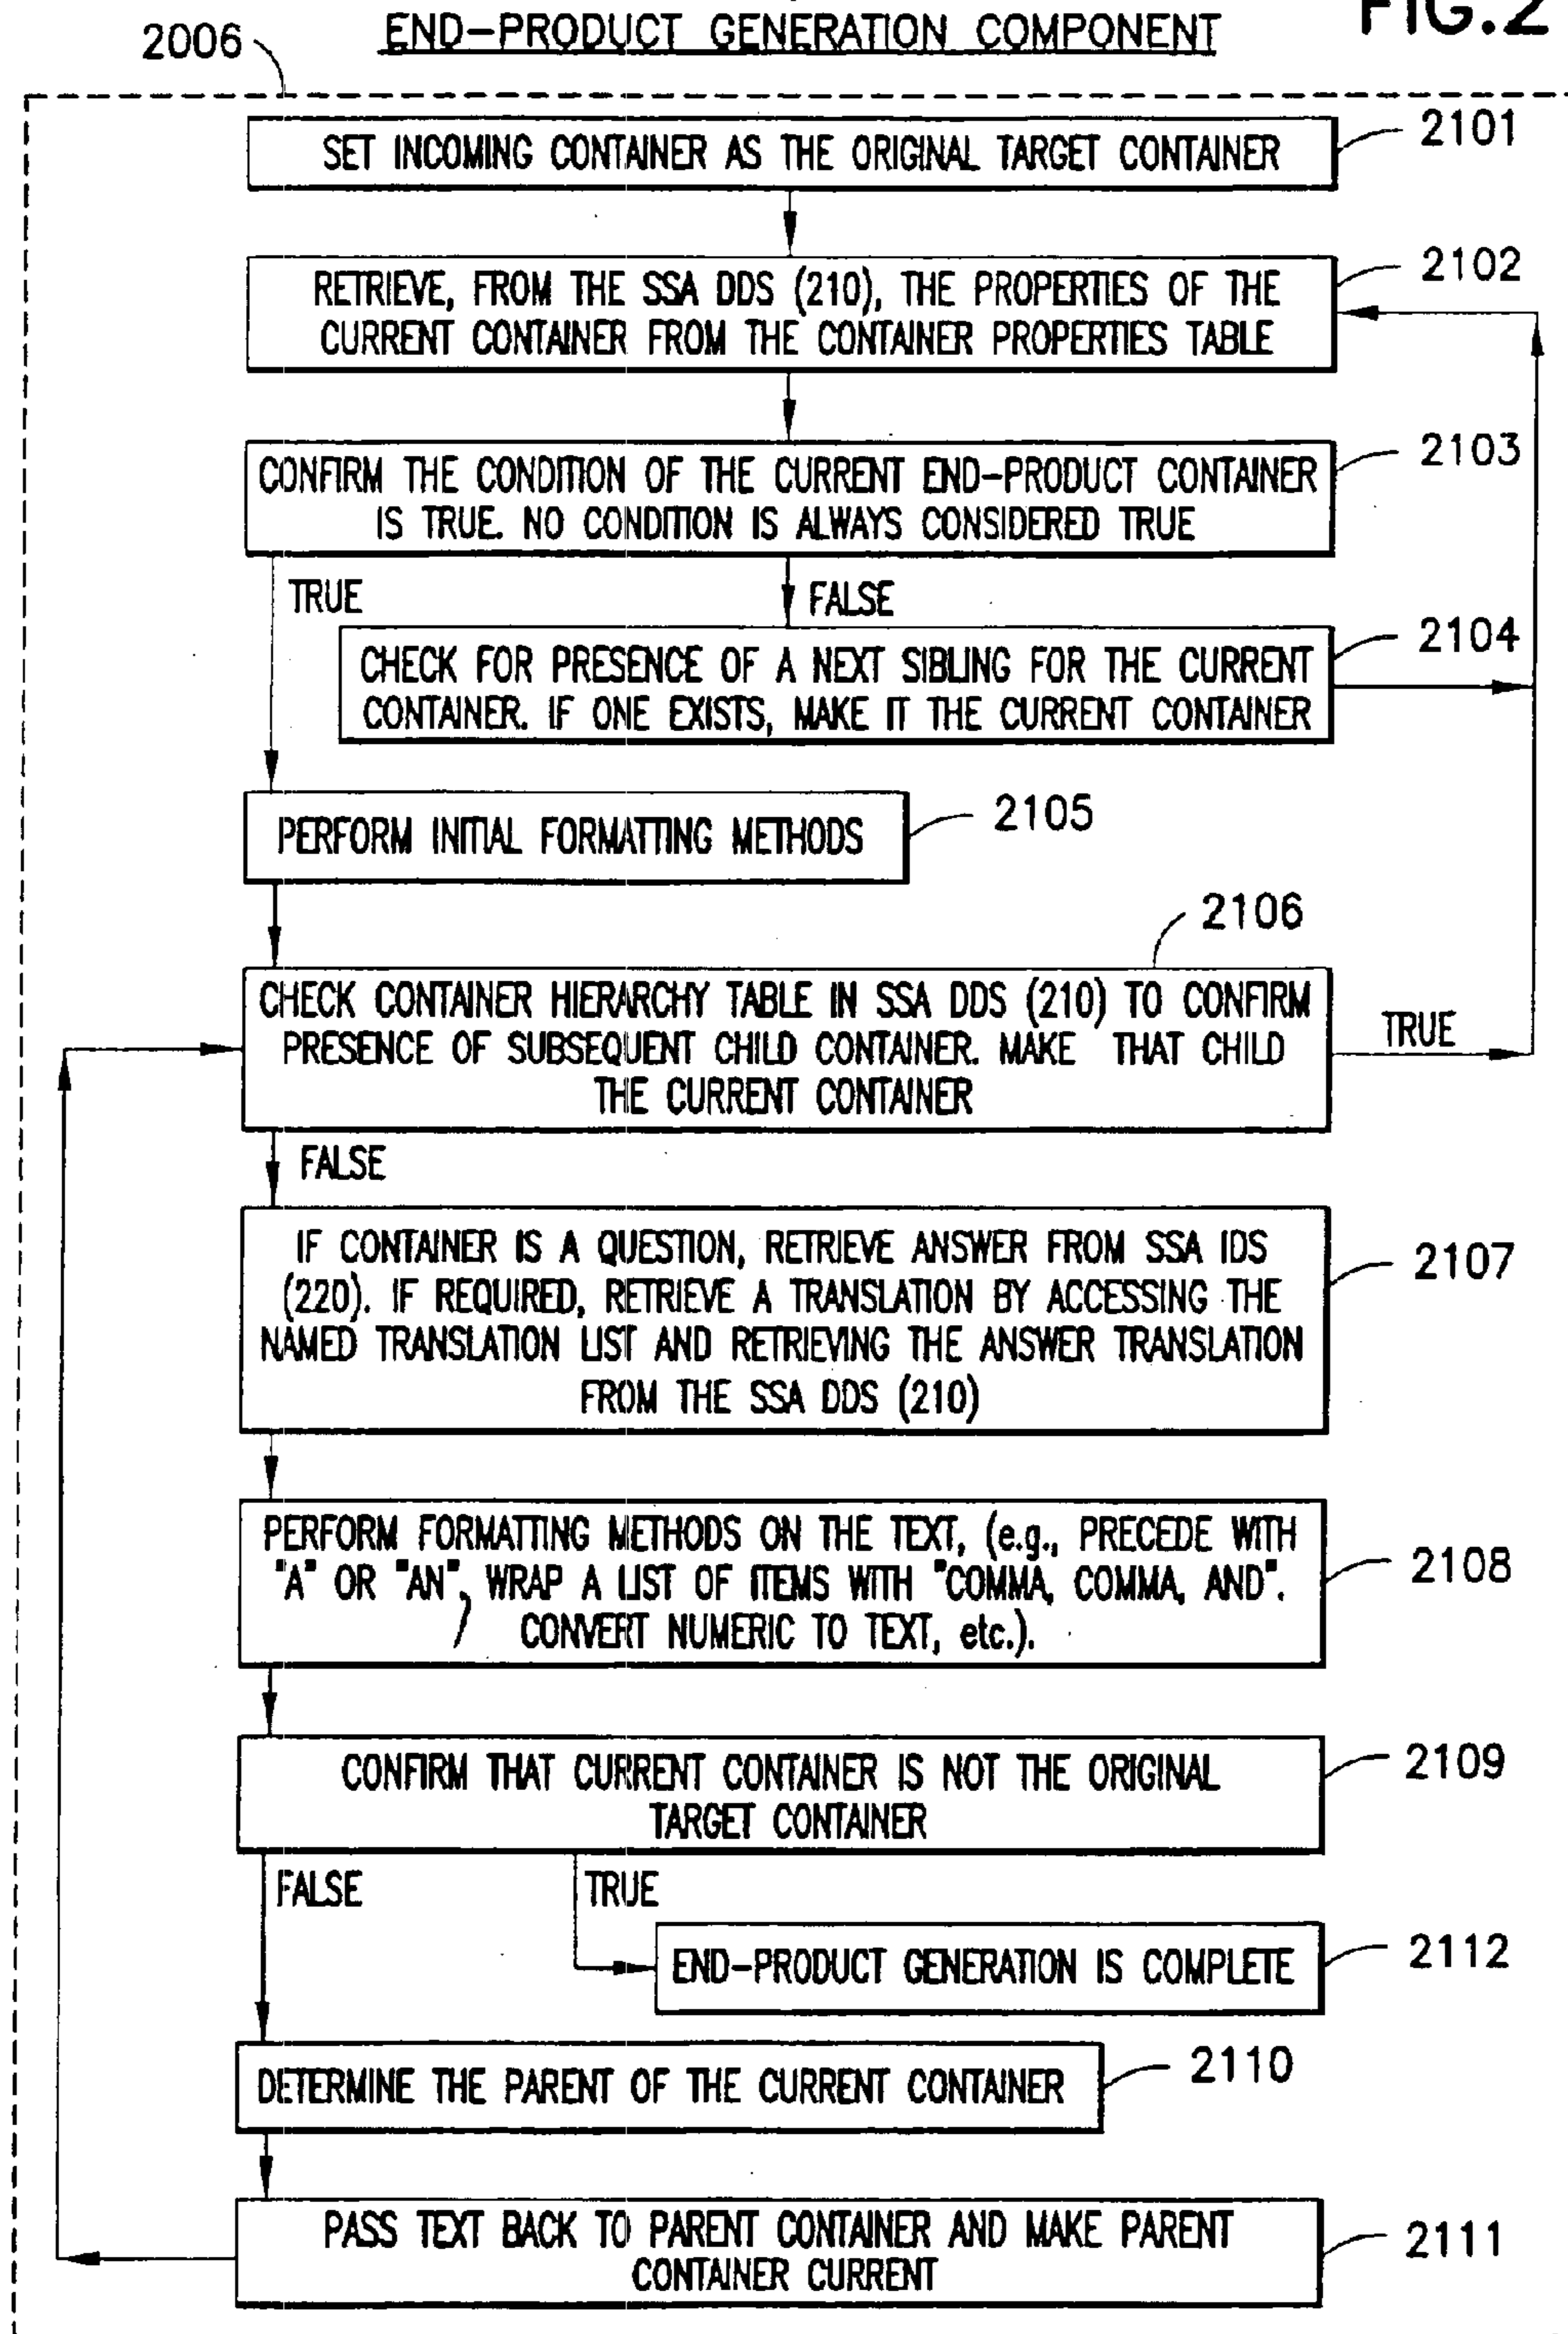 FIG.2
END-PRODUCT GENERATION COMPONENT
2006
SET INCOMING CONTAINER AS THE ORIGINAL TARGET CONTAINER
2101
RETRIEVE, FROM THE SSA DDS (210), THE PROPERTIES OF THE
CURRENT CONTAINER FROM THE CONTAINER PROPERTIES TABLE
2102
CONFIRM THE CONDITION OF THE CURRENT END-PRODUCT CONTAINER
IS TRUE. NO CONDITION IS ALWAYS CONSIDERED TRUE
2103
TRUE
FALSE
CHECK FOR PRESENCE OF A NEXT SIBLING FOR THE CURRENT
CONTAINER. IF ONE EXISTS, MAKE IT THE CURRENT CONTAINER
2104
PERFORM INITIAL FORMATTING METHODS
2105
2106
CHECK CONTAINER HIERARCHY TABLE IN SSA DDS (210) TO CONFIRM
PRESENCE OF SUBSEQUENT CHILD CONTAINER. MAKE THAT CHILD
THE CURRENT CONTAINER
TRUE
FALSE
IF CONTAINER IS A QUESTION, RETRIEVE ANSWER FROM SSA IDS
(220). IF REQUIRED, RETRIEVE A TRANSLATION BY ACCESSING THE
NAMED TRANSLATION LIST AND RETRIEVING THE ANSWER TRANSLATION
FROM THE SSA DDS (210)
2107
PERFORM FORMATTING METHODS ON THE TEXT, (e.g., PRECEDE WITH
"A" OR "AN", WRAP A LIST OF ITEMS WITH "COMMA, COMMA, AND".
CONVERT NUMERIC TO TEXT, etc.).
2108
CONFIRM THAT CURRENT CONTAINER IS NOT THE ORIGINAL
TARGET CONTAINER
2109
FALSE
TRUE
END-PRODUCT GENERATION IS COMPLETE
2112
DETERMINE THE PARENT OF THE CURRENT CONTAINER
2110
PASS TEXT BACK TO PARENT CONTAINER AND MAKE PARENT
CONTAINER CURRENT
2111